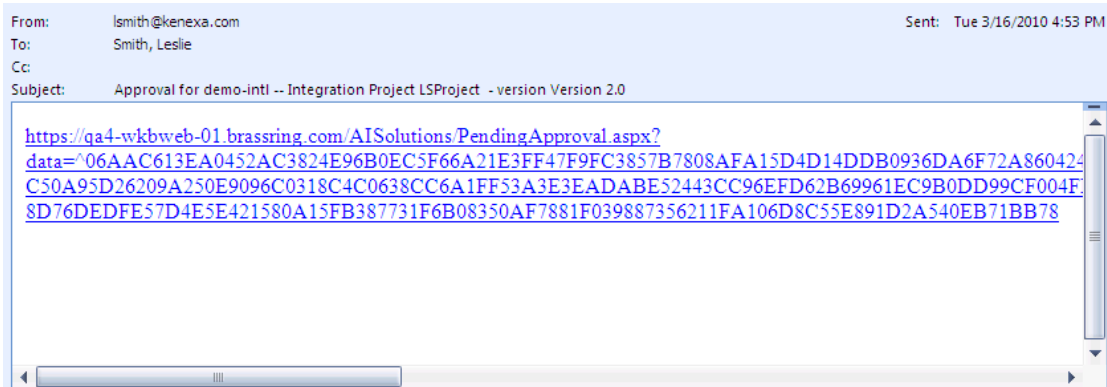 From: lsmith@kenexa.com Sent: Tue 3/16/2010 4:53 PM
To: Smith, Leslie
Cc:
Subject: Approval for demo-intl -- Integration Project LSProject - version Version 2.0
https://qa4-wkbweb-01.brassring.com/AISolutions/PendingApproval.aspx?
data=^06AAC613EA0452AC3824E96B0EC5F66A21E3FF47F9FC3857B7808AFA15D4D14DDB0936DA6F72A860424
C50A95D26209A250E9096C0318C4C0638CC6A1FF53A3E3EADABE52443CC96EFD62B69961EC9B0DD99CF004F
8D76DEDFE57D4E5E421580A15FB387731F6B08350AF7881F039887356211FA106D8C55E891D2A540EB71BB78